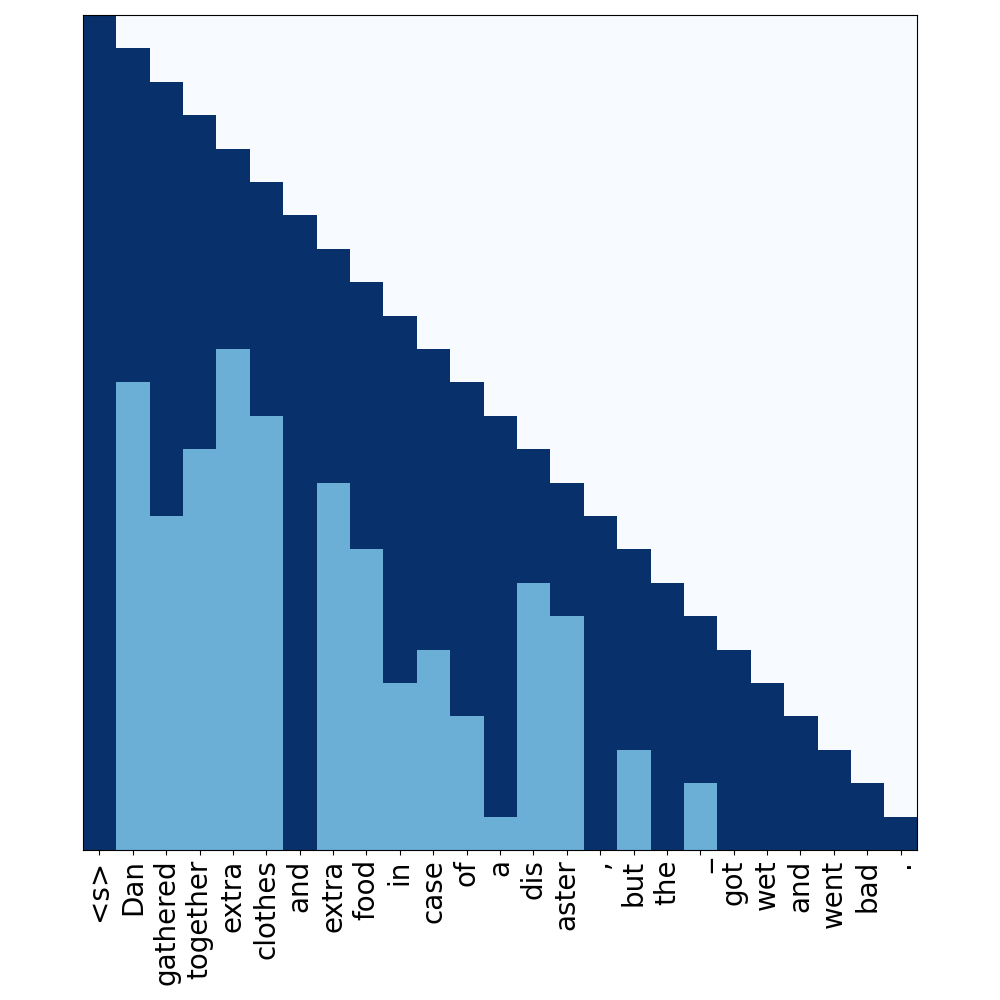 <s> Dan gathered together extra clothes and extra food in case of a dis aster , but the _ got wet and went bad .